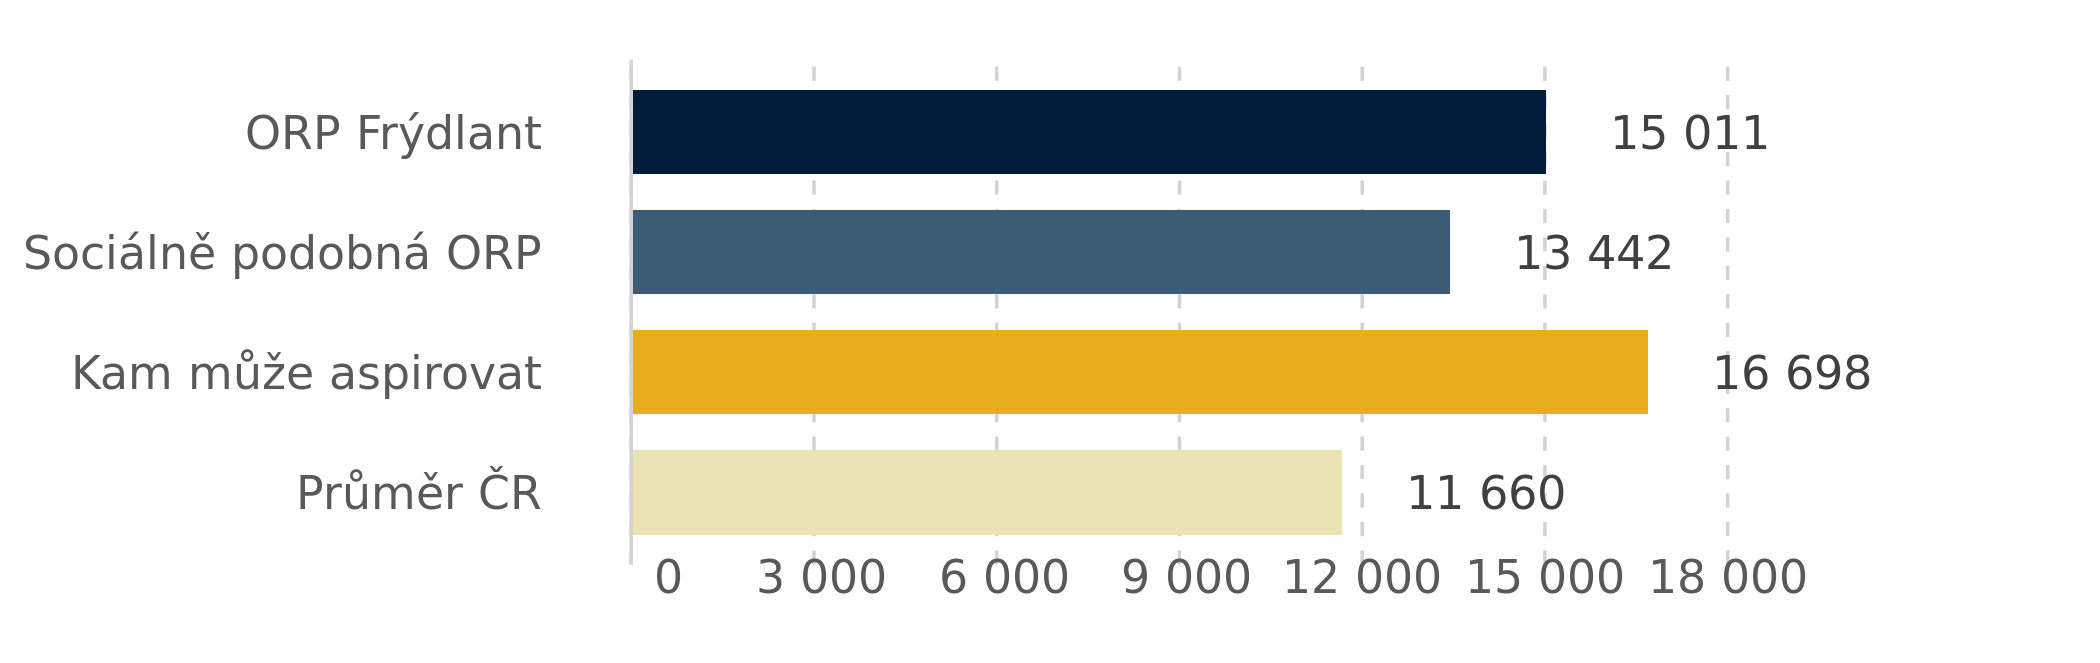 ORP Frýdlant 15 011
Sociálně podobná ORP 13 442
Kam může aspirovat 16 698
Průměr ČR 11 660
0 3 000 6 000 9 000 12 000 15 000 18 000